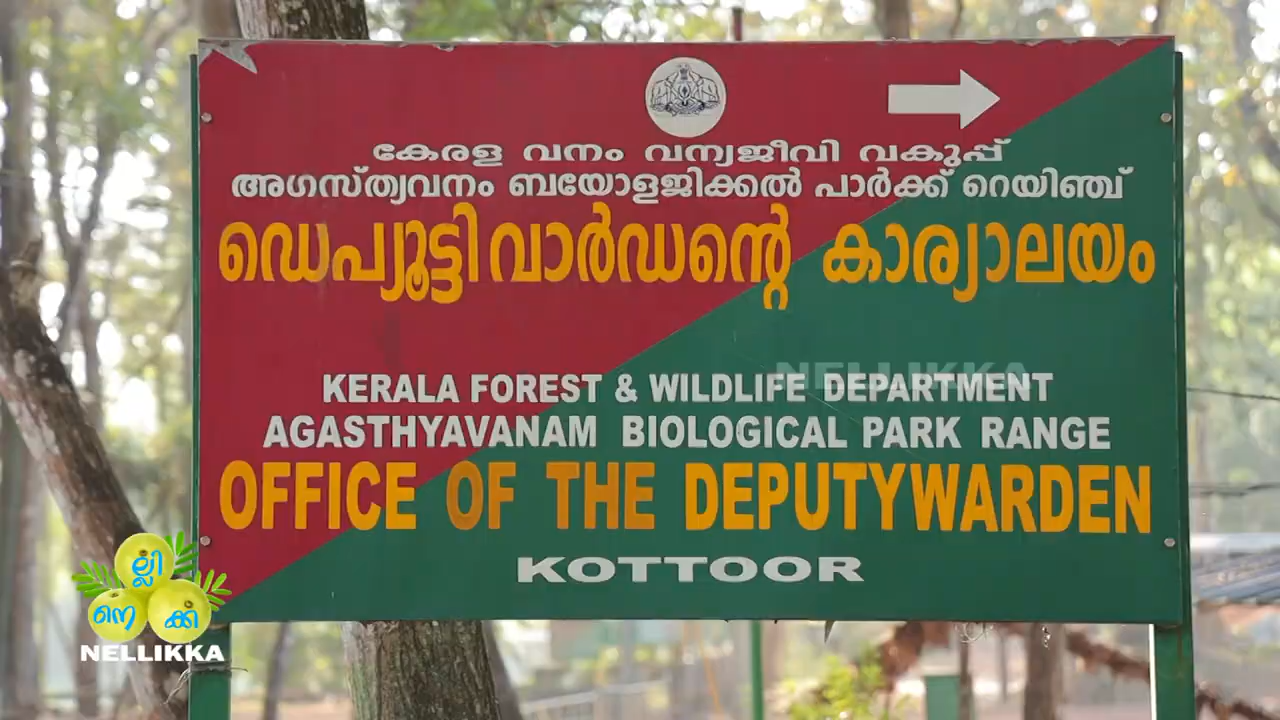 കേരള വനം വന്യജീവി വകുപ്പ്
അഗസ്ത്യവനം ബയോളജിക്കൽ പാർക്ക് റെയിഞ്ച്
ഡെപ്യൂട്ടി വാർഡന്റെ കാര്യാലയം
KERALA FOREST & WILDLIFE DEPARTMENT
AGASTHYAVANAM BIOLOGICAL PARK RANGE
OFFICE OF THE DEPUTYWARDEN
KOTTOOR
NELLIKKA
നെല്ലിക്ക
NELLIKKA